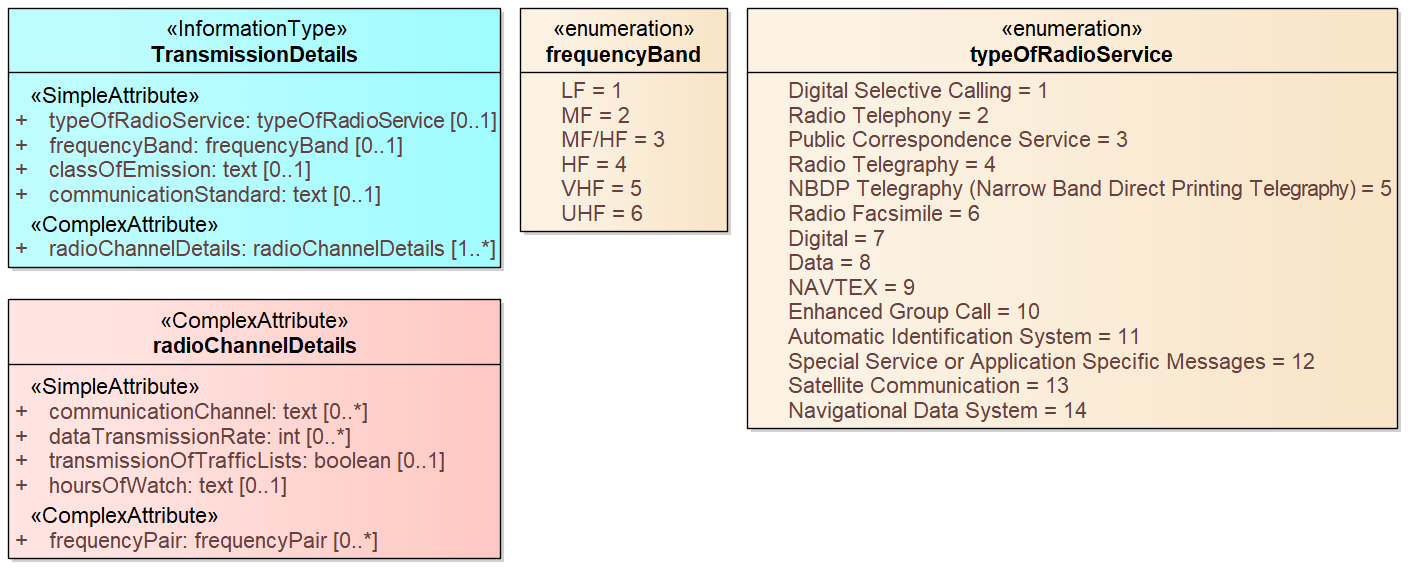 «InformationType»
TransmissionDetails
«SimpleAttribute»
+ typeOfRadioService: typeOfRadioService [0..1]
+ frequencyBand: frequencyBand [0..1]
+ classOfEmission: text [0..1]
+ communicationStandard: text [0..1]
«ComplexAttribute»
+ radioChannelDetails: radioChannelDetails [1..*]
«enumeration»
frequencyBand
LF = 1
MF = 2
MF/HF = 3
HF = 4
VHF = 5
UHF = 6
«enumeration»
typeOfRadioService
Digital Selective Calling = 1
Radio Telephony = 2
Public Correspondence Service = 3
Radio Telegraphy = 4
NBDP Telegraphy (Narrow Band Direct Printing Telegraphy) = 5
Radio Facsimile = 6
Digital = 7
Data = 8
NAVTEX = 9
Enhanced Group Call = 10
Automatic Identification System = 11
Special Service or Application Specific Messages = 12
Satellite Communication = 13
Navigational Data System = 14
«ComplexAttribute»
radioChannelDetails
«SimpleAttribute»
+ communicationChannel: text [0..*]
+ dataTransmissionRate: int [0..*]
+ transmissionOfTrafficLists: boolean [0..1]
+ hoursOfWatch: text [0..1]
«ComplexAttribute»
+ frequencyPair: frequencyPair [0..*]